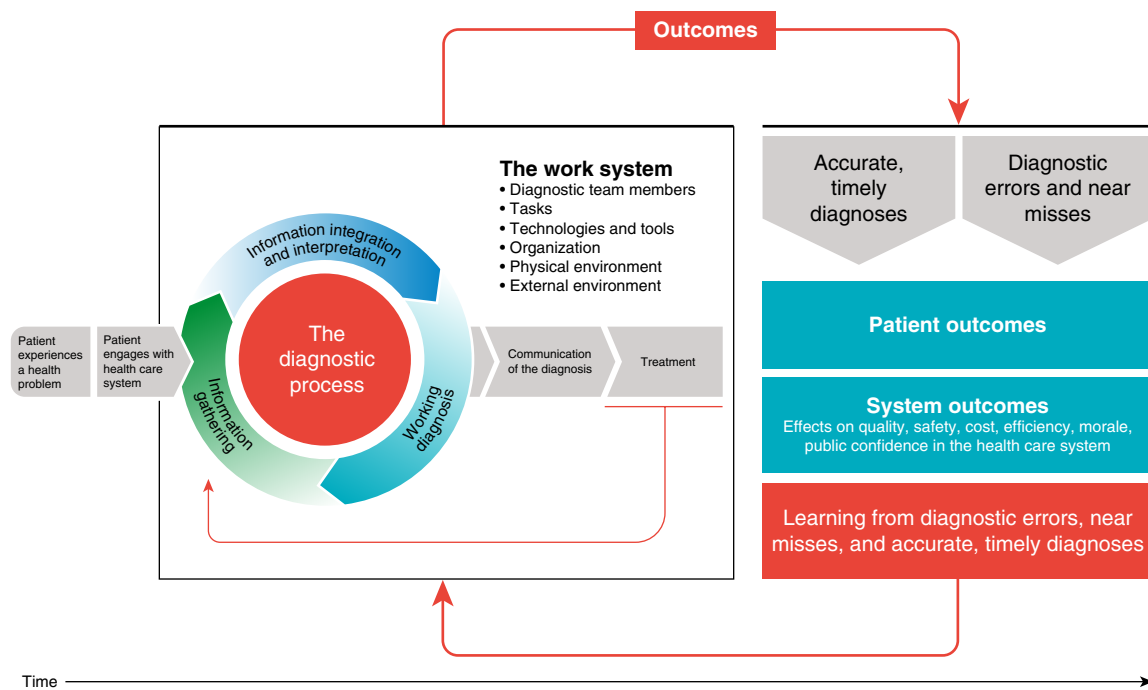 Outcomes
The work system
• Diagnostic team members
• Tasks
• Technologies and tools
• Organization
• Physical environment
• External environment
Information integration
and interpretation
The
diagnostic
process
Information
gathering
Working
diagnosis
Patient
experiences
a health
problem
Patient
engages with
health care
system
Communication
of the diagnosis
Treatment
Accurate,
timely
diagnoses
Diagnostic
errors and near
misses
Patient outcomes
System outcomes
Effects on quality, safety, cost, efficiency, morale,
public confidence in the health care system
Learning from diagnostic errors, near
misses, and accurate, timely diagnoses
Time